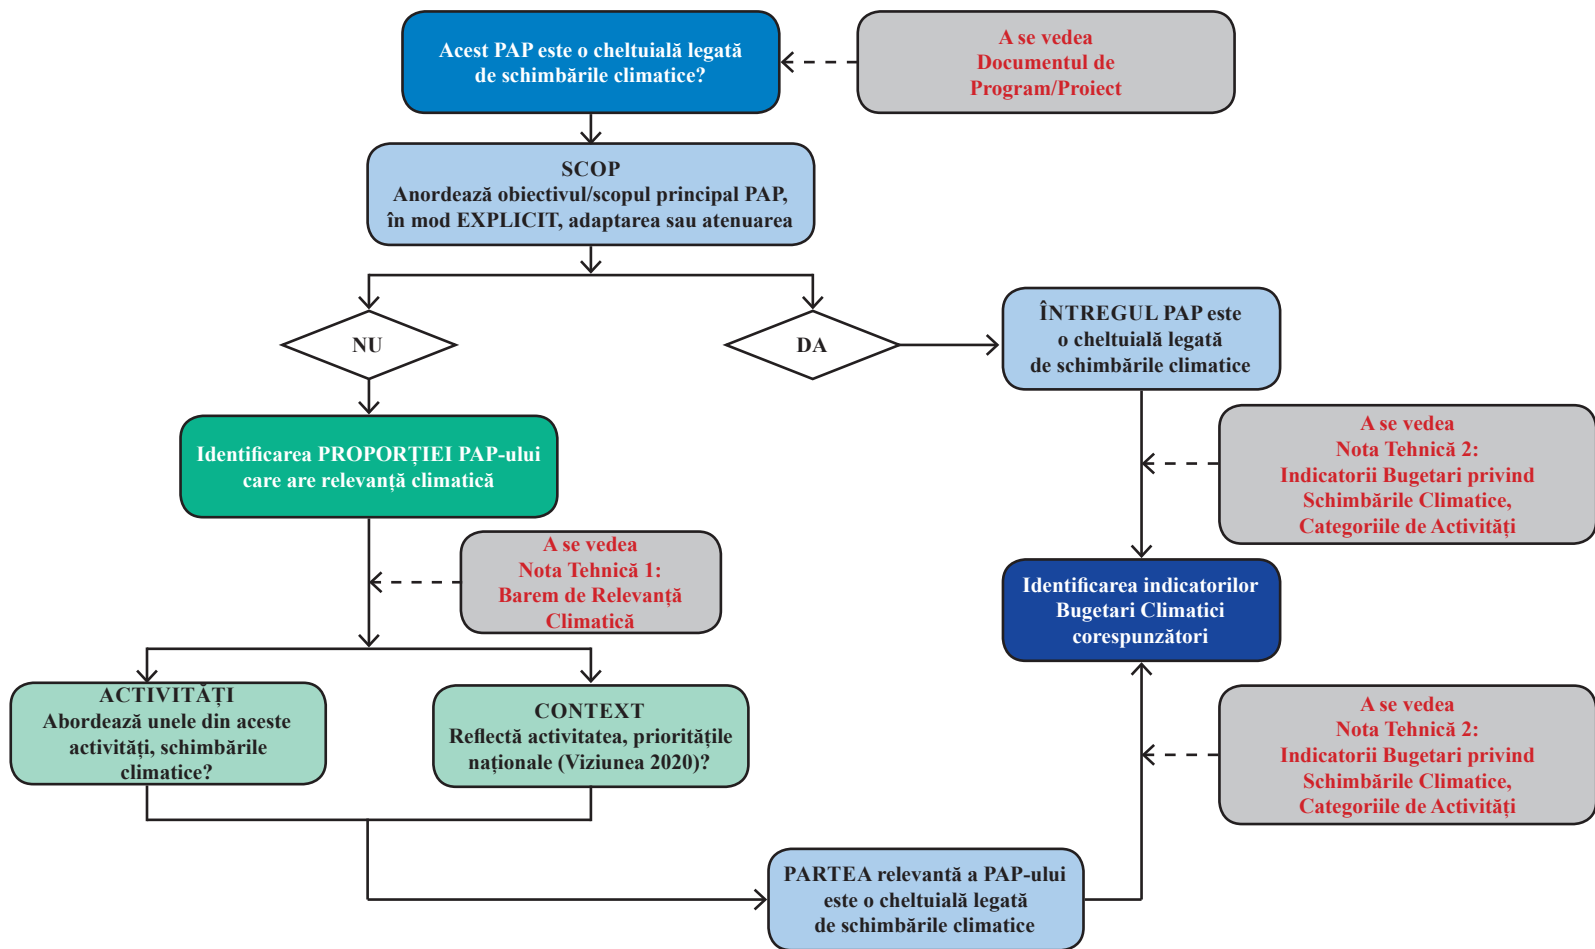 Acest PAP este o cheltuială legată
de schimbările climatice?
A se vedea
Documentul de
Program/Proiect
SCOP
Anordează obiectivul/scopul principal PAP,
în mod EXPLICIT, adaptarea sau atenuarea
NU
DA
ÎNTREGUL PAP este
o cheltuială legată
de schimbările climatice
Identificarea PROPORȚIEI PAP-ului
care are relevanță climatică
A se vedea
Nota Tehnică 2:
Indicatorii Bugetari privind
Schimbările Climatice,
Categoriile de Activități
A se vedea
Nota Tehnică 1:
Barem de Relevanță
Climatică
Identificarea indicatorilor
Bugetari Climatici
corespunzători
ACTIVITĂȚI
Abordează unele din aceste
activități, schimbările
climatice?
CONTEXT
Reflectă activitatea, prioritățile
naționale (Viziunea 2020)?
A se vedea
Nota Tehnică 2:
Indicatorii Bugetari privind
Schimbările Climatice,
Categoriile de Activități
PARTEA relevantă a PAP-ului
este o cheltuială legată
de schimbările climatice